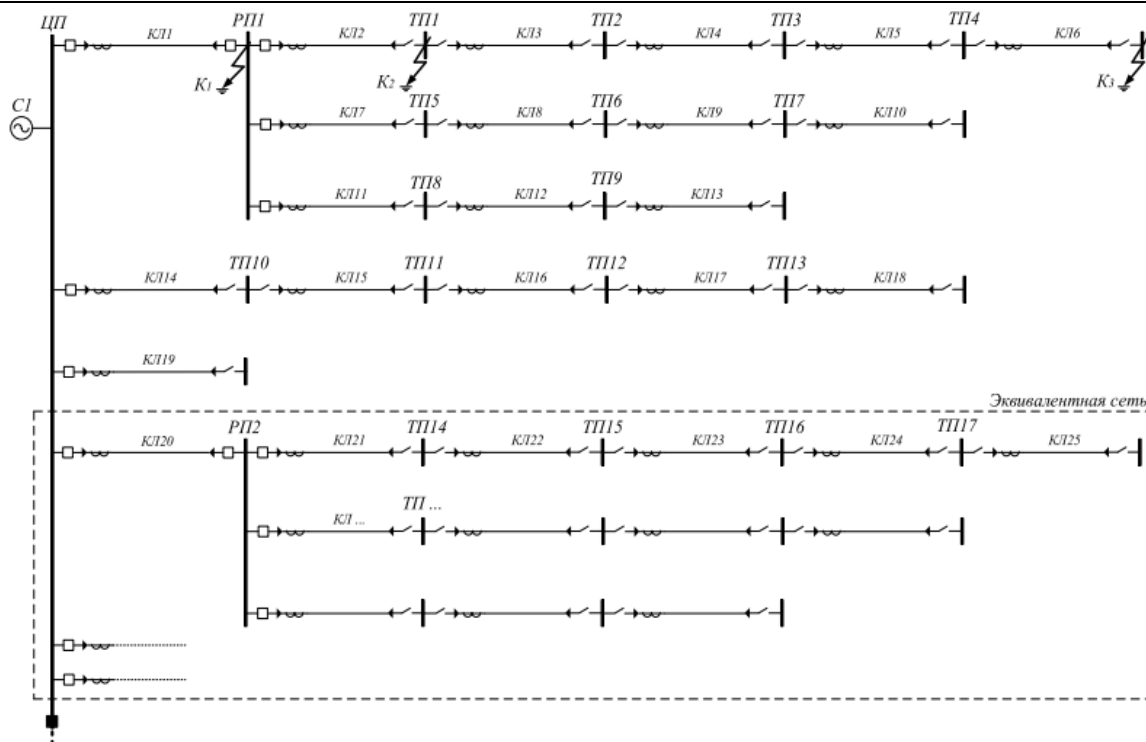 ЦП РП1 ТП1 ТП2 ТП3 ТП4
КЛ1 КЛ2 КЛ3 КЛ4 КЛ5 КЛ6
К1 К2 К3
С1
ТП5 ТП6 ТП7
КЛ7 КЛ8 КЛ9 КЛ10
ТП8 ТП9
КЛ11 КЛ12 КЛ13
ТП10 ТП11 ТП12 ТП13
КЛ14 КЛ15 КЛ16 КЛ17 КЛ18
КЛ19
Эквивалентная сеть
РП2 ТП14 ТП15 ТП16 ТП17
КЛ20 КЛ21 КЛ22 КЛ23 КЛ24 КЛ25
ТП ...
КЛ ...